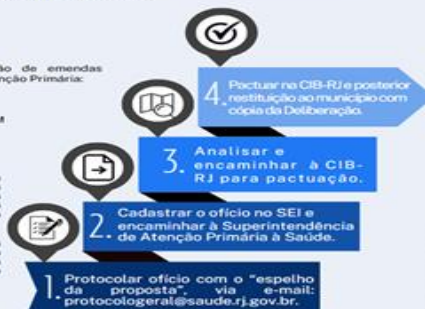 ão de emendas
nção Primária:
4. Pactuar na CIB-RJ e posterior
restituição ao município com
cópia da Deliberação.
3. Analisar e
encaminhar à CIB-
RJ para pactuação.
2. Cadastrar o ofício no SEI e
encaminhar à Superintendência
de Atenção Primária à Saúde.
1. Protocolar ofício com o "espelho
da proposta", via e-mail:
protocologeral@saude.rj.gov.br.